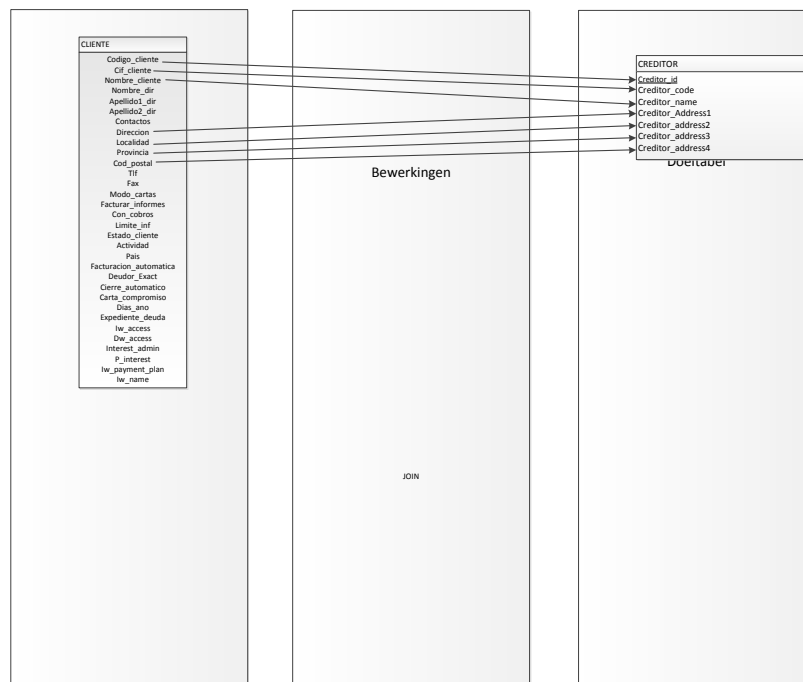 CLIENTE
Codigo_cliente
Cif_cliente
Nombre_cliente
Nombre_dir
Apellido1_dir
Apellido2_dir
Contactos
Direccion
Localidad
Provincia
Cod_postal
Tlf
Fax
Modo_cartas
Facturar_informes
Con_cobros
Limite_inf
Estado_cliente
Actividad
Pais
Facturacion_automatica
Deudor_Exact
Cierre_automatico
Carta_compromiso
Dias_ano
Expediente_deuda
Iw_access
Dw_access
Interest_admin
P_interest
Iw_payment_plan
Iw_name
Bewerkingen
JOIN
CREDITOR
Creditor_id
Creditor_code
Creditor_name
Creditor_Address1
Creditor_address2
Creditor_address3
Creditor_address4
Doeltabel